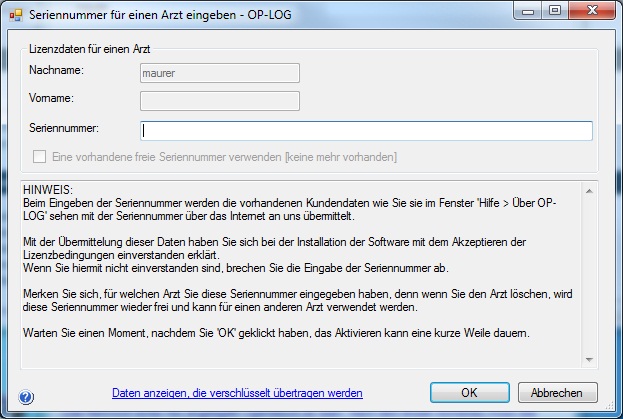 Seriennummer für einen Arzt eingeben - OP-LOG
Lizenzdaten für einen Arzt
Nachname:
maurer
Vorname:
Seriennummer:
Eine vorhandene freie Seriennummer verwenden [keine mehr vorhanden]
HINWEIS:
Beim Eingeben der Seriennummer werden die vorhandenen Kundendaten wie Sie sie im Fenster 'Hilfe > Über OP-
LOG' sehen mit der Seriennummer über das Internet an uns übermittelt.
Mit der Übermittelung dieser Daten haben Sie sich bei der Installation der Software mit dem Akzeptieren der
Lizenzbedingungen einverstanden erklärt.
Wenn Sie hiermit nicht einverstanden sind, brechen Sie die Eingabe der Seriennummer ab.
Merken Sie sich, für welchen Arzt Sie diese Seriennummer eingegeben haben, denn wenn Sie den Arzt löschen, wird
diese Seriennummer wieder frei und kann für einen anderen Arzt verwendet werden.
Warten Sie einen Moment, nachdem Sie 'OK' geklickt haben, das Aktivieren kann eine kurze Weile dauern.
Daten anzeigen, die verschlüsselt übertragen werden
OK
Abbrechen